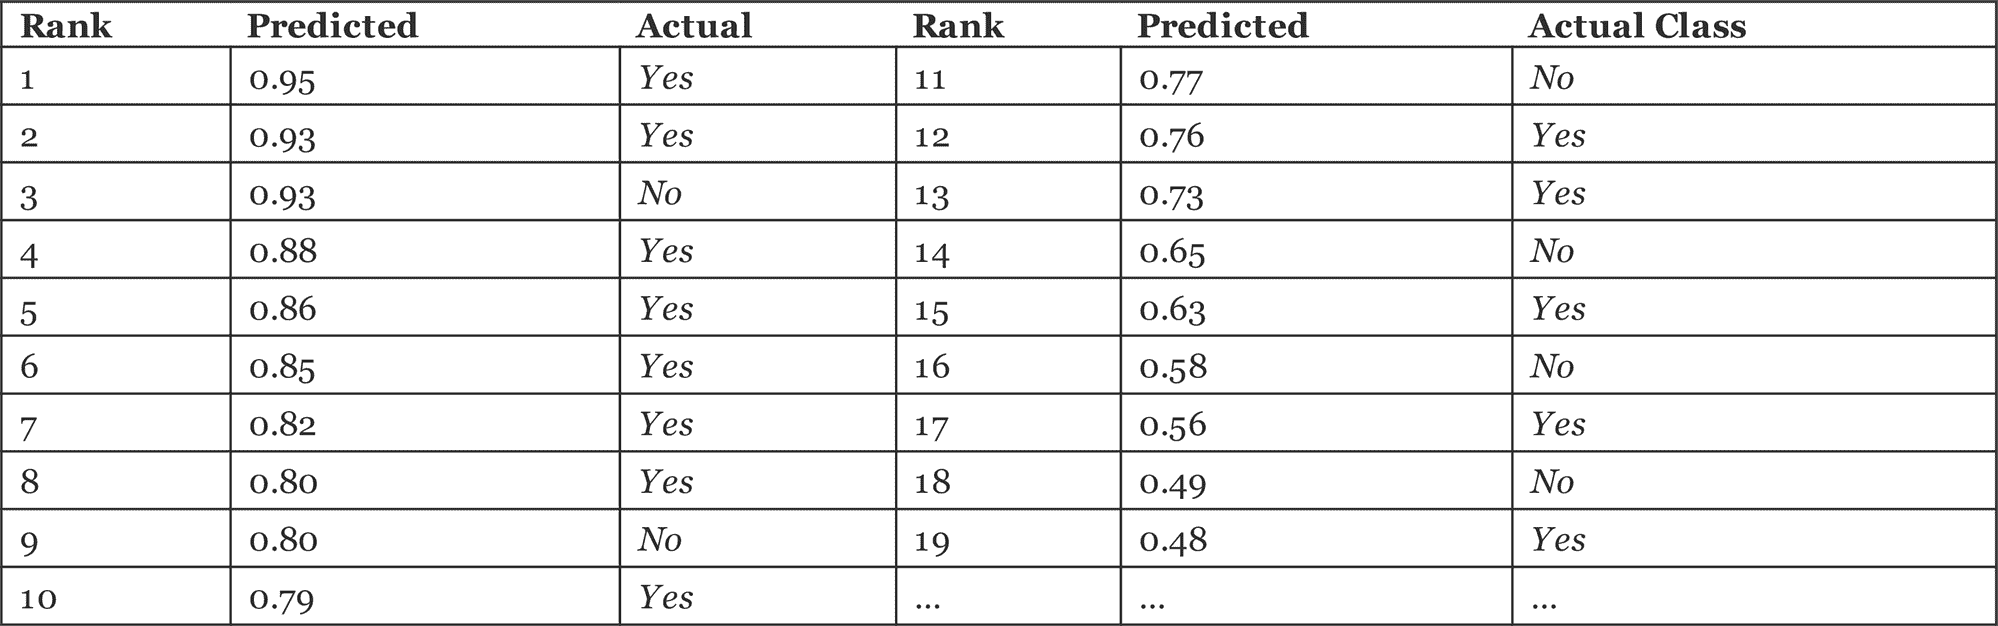 Rank Predicted Actual Rank Predicted Actual Class
1 0.95 Yes 11 0.77 No
2 0.93 Yes 12 0.76 Yes
3 0.93 No 13 0.73 Yes
4 0.88 Yes 14 0.65 No
5 0.86 Yes 15 0.63 Yes
6 0.85 Yes 16 0.58 No
7 0.82 Yes 17 0.56 Yes
8 0.80 Yes 18 0.49 No
9 0.80 No 19 0.48 Yes
10 0.79 Yes ... ... ...